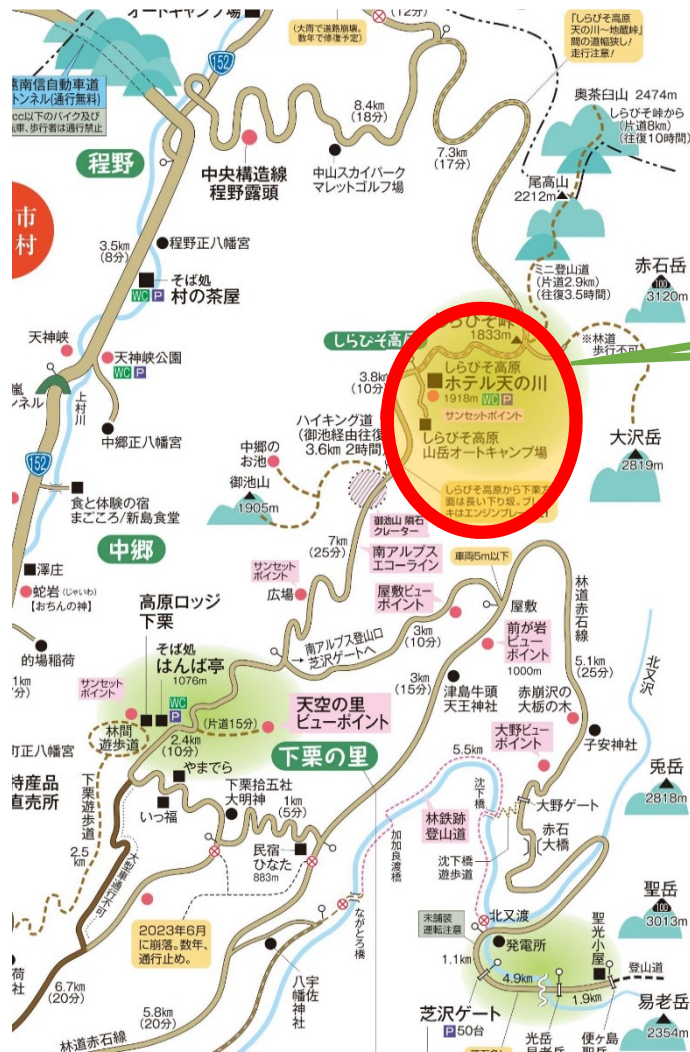 オートキャンプ場
(12分)
152
(大雨で道路崩壊。
数年で修復予定)
「しらびそ高原
天の川〜地蔵峠」
間の道幅狭し!
走行注意!
遠南信自動車道
トンネル(通行無料)
cc以下のバイク及び
転車、歩行者は通行禁止
8.4km
(18分)
7.3km
(17分)
奥茶臼山 2474m
しらびそ峠から
(片道8km)
(往復10時間)
程野
中央構造線
程野露頭
中山スカイパーク
マレットゴルフ場
尾高山
2212m
市
村
3.5km
(8分)
程野正八幡宮
そば処
村の茶屋
WC P
ミニ登山道
(片道2.9km)
(往復3.5時間)
赤石岳
100
3120m
天神峡
天神峡公園
WC P
しらびそ高原
しらびそ峠
1833m
※林道
歩行不可
3.8km
(10分)
しらびそ高原
ホテル天の川
1918m WC P
サンセットポイント
しらびそ高原
山岳オートキャンプ場
嵐
ンネル
上村川
中郷正八幡宮
ハイキング道
(御池経由往復
3.6km 2時間)
中郷の
お池
御池山
1905m
大沢岳
2819m
152
食と体験の宿
まごころ/新島食堂
しらびそ高原から下栗方
面は長い下り坂。ブレ
キはエンジンブレー
御池山 隕石
クレーター
中郷
7km
(25分)
南アルプス
エコーライン
車両5m以下
澤庄
蛇岩(じゃいわ)
【おちんの神】
サンセット
ポイント
広場
屋敷ビュー
ポイント
屋敷
林道赤石線
高原ロッジ
下栗
南アルプス登山口
芝沢ゲートへ
3km
(10分)
前が岩
ビュー
ポイント
1000m
5.1km
(25分)
北又沢
的場稲荷
そば処
はんば亭
1076m
WC
P
3km
(15分)
津島牛頭
天王神社
赤崩沢の
大栃の木
サンセット
ポイント
(片道15分)
天空の里
ビューポイント
大野ビュー
ポイント
子安神社
林間
遊歩道
2.4km
(10分)
下栗の里
5.5km
沈下橋
町正八幡宮
やまでら
兎岳
2818m
特産品
直売所
いっ福
下栗拾五社
大明神
1km
(5分)
林鉄跡
登山道
大野ゲート
下栗遊歩道
2.5km
大型車通行不可
民宿
ひなた
883m
加加良渡橋
沈下橋
遊歩道
赤石
大橋
聖岳
100
3013m
2023年6月
に崩落。数年、
通行止め。
ながとろ橋
未舗装
運転注意
北又渡
発電所
聖光小屋
登山道
1.1km
4.9km
1.9km
6.7km
(20分)
5.8km
(20分)
宇佐
八幡神社
芝沢ゲート
P 50台
光岳
易老岳
便ヶ島
聖岳
易老岳
2354m
林道赤石線